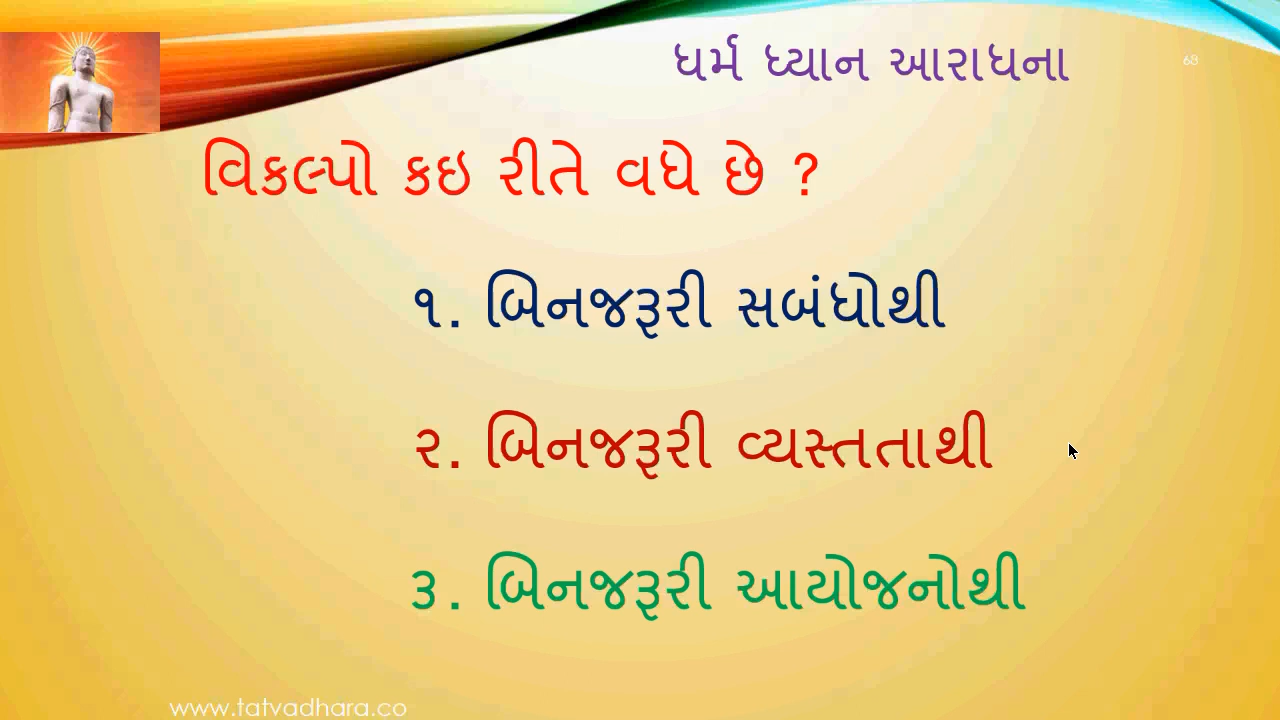 ધર્મ ધ્યાન આરાધના
68
વિકલ્પો કઇ રીતે વધે છે ?
૧. બિનજરૂરી સબંધોથી
૨. બિનજરૂરી વ્યસ્તતાથી
૩. બિનજરૂરી આયોજનોથી
www.tatvadhara.co